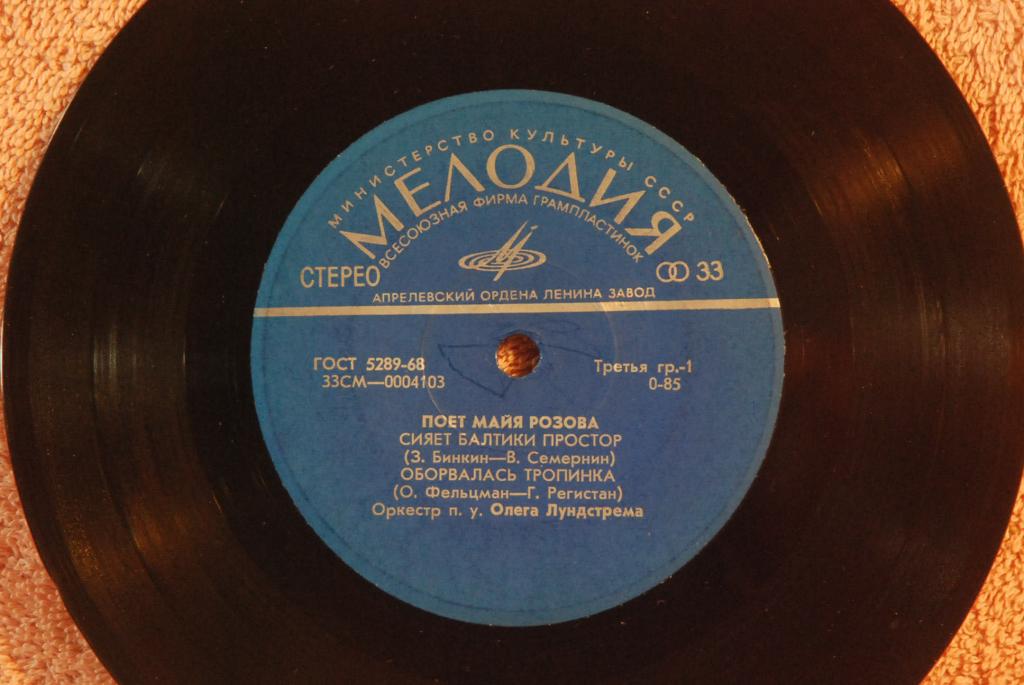 МИНИСТЕРСТВО КУЛЬТУРЫ СССР
МЕЛОДИЯ
ВСЕСОЮЗНАЯ ФИРМА ГРАМПЛАСТИНОК
СТЕРЕО
33
АПРЕЛЕВСКИЙ ОРДЕНА ЛЕНИНА ЗАВОД
ГОСТ 5289-68
33СМ—0004103
Третья гр.-1
0-85
ПОЕТ МАЙЯ РОЗОВА
СИЯЕТ БАЛТИКИ ПРОСТОР
(З. Бинкин—В. Семернин)
ОБОРВАЛАСЬ ТРОПИНКА
(О. Фельцман—Г. Регистан)
Оркестр п. у. Олега Лундстрема